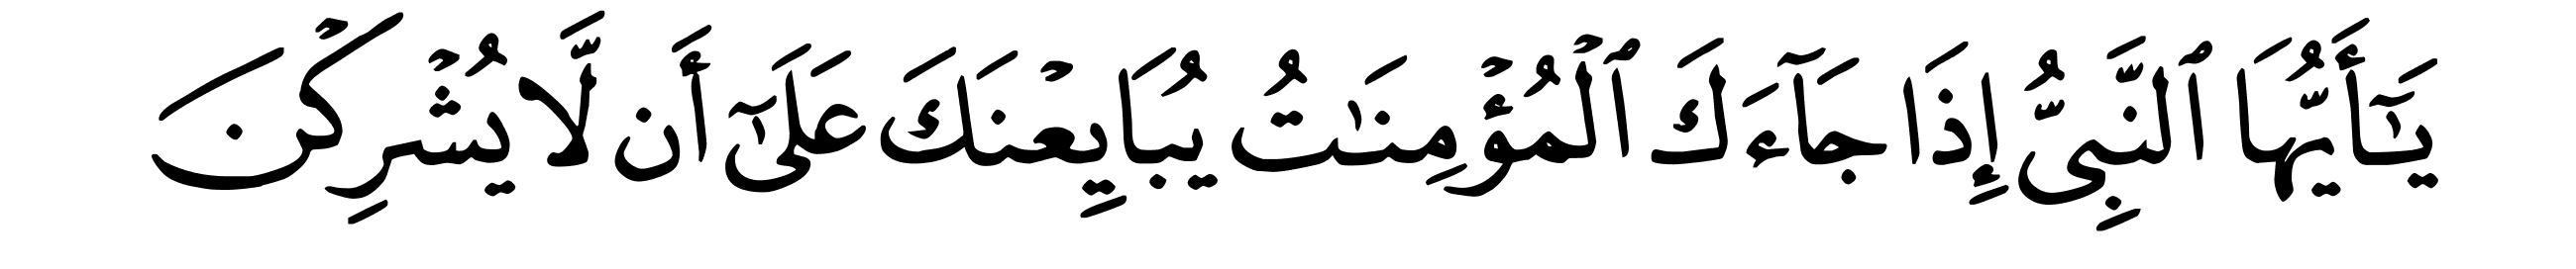 يَـٰٓأَيُّهَا ٱلنَّبِىُّ إِذَا جَآءَكَ ٱلْمُؤْمِنَـٰتُ يُبَايِعْنَكَ عَلَىٰٓ أَن لَّا يُشْرِكْنَ